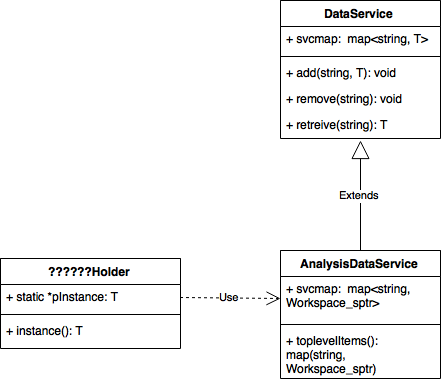 DataService
+ svcmap: map<string, T>
+ add(string, T): void
+ remove(string): void
+ retreive(string): T
Extends
??????Holder
+ static *pInstance: T
+ instance(): T
Use
AnalysisDataService
+ svcmap: map<string,
Workspace_sptr>
+ toplevelItems():
map(string,
Workspace_sptr)